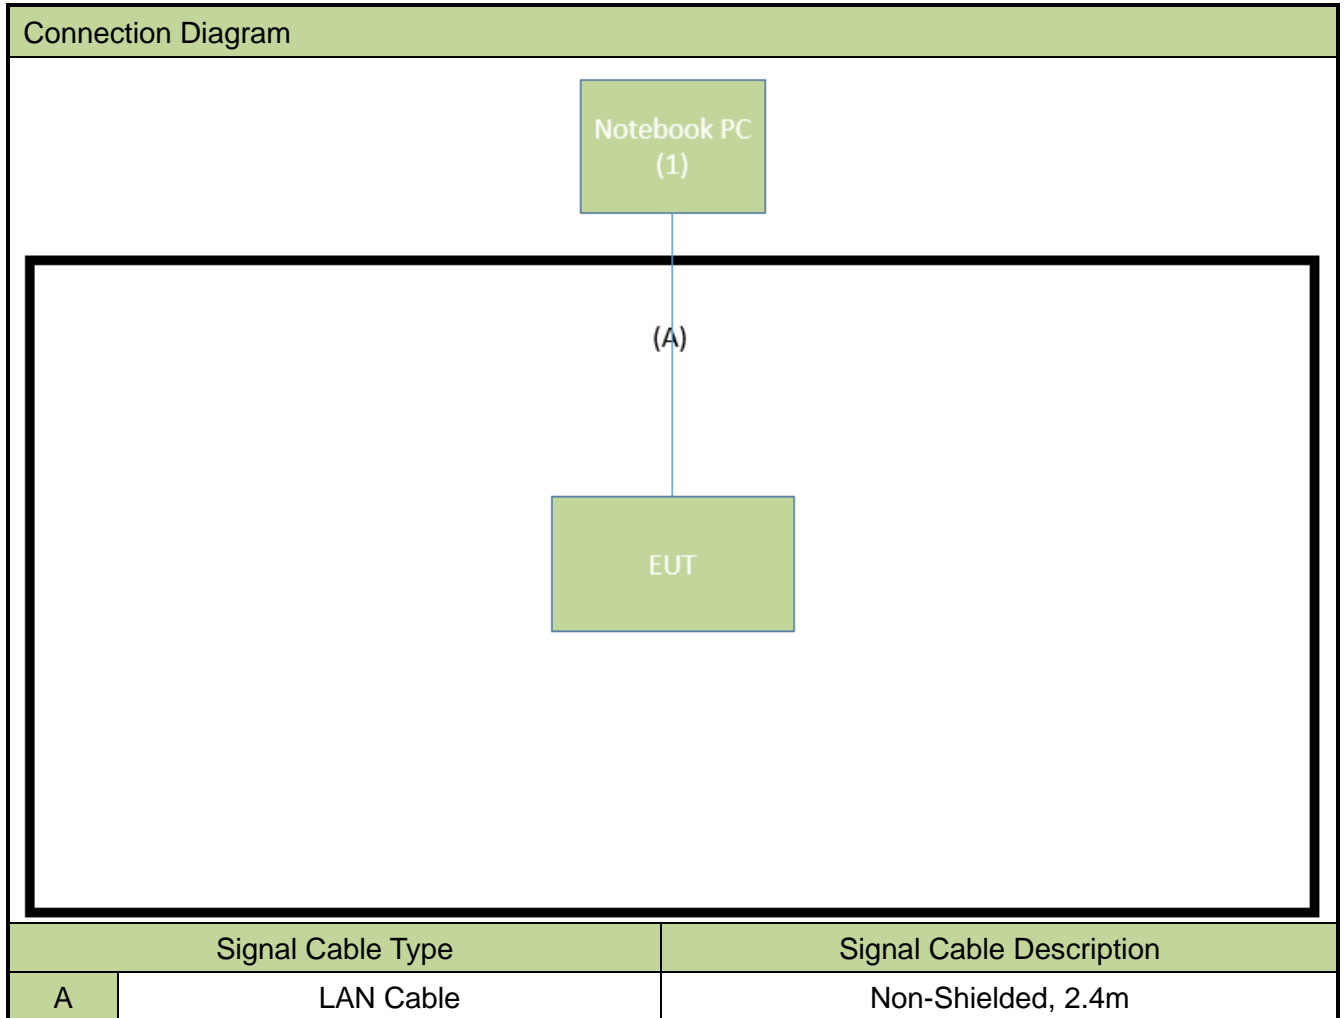 Connection Diagram
Notebook PC
(1)
(A)
EUT
Signal Cable Type Signal Cable Description
A LAN Cable Non-Shielded, 2.4m